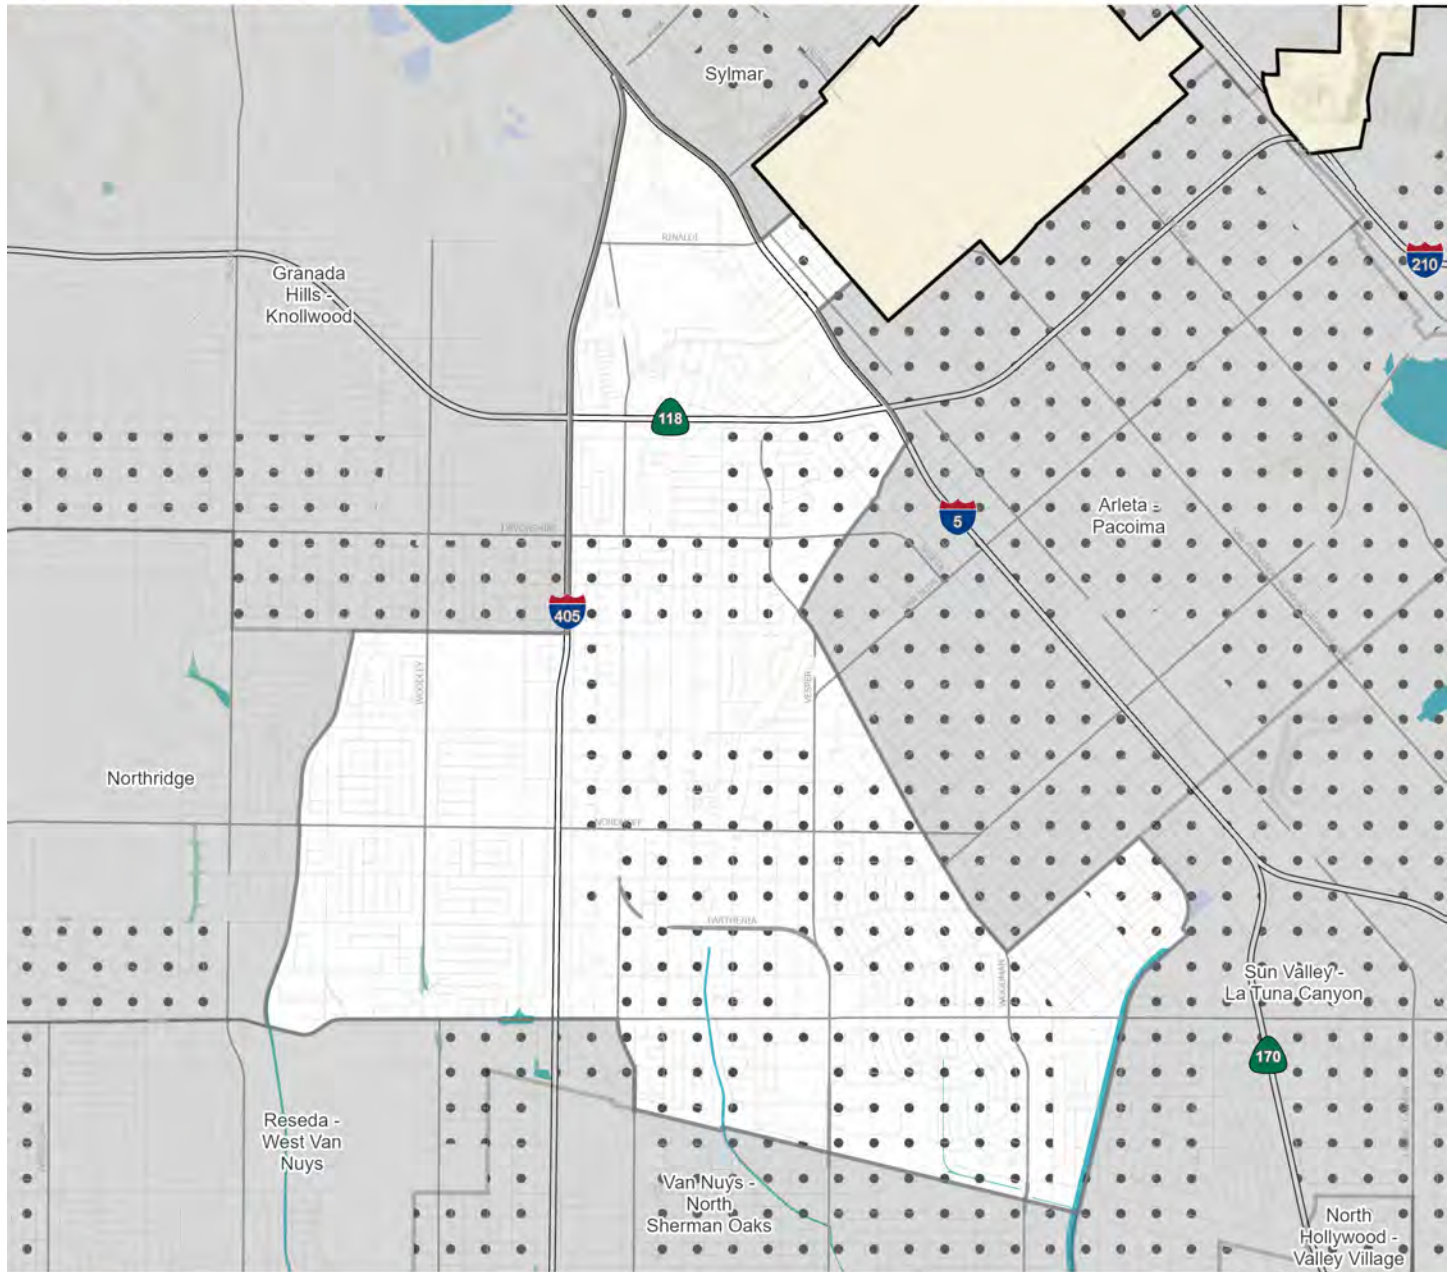 Sylmar
RINALDI
210
Granada
Hills -
Knollwood
118
Arleta -
Pacoima
5
DEVONSHIRE
405
WOODLEY
VESPER
Northridge
NORDHOFF
PARTHENIA
WOODMAN
Sun Valley -
La Tuna Canyon
170
Reseda -
West Van
Nuys
Van Nuys -
North
Sherman Oaks
North
Hollywood -
Valley Village